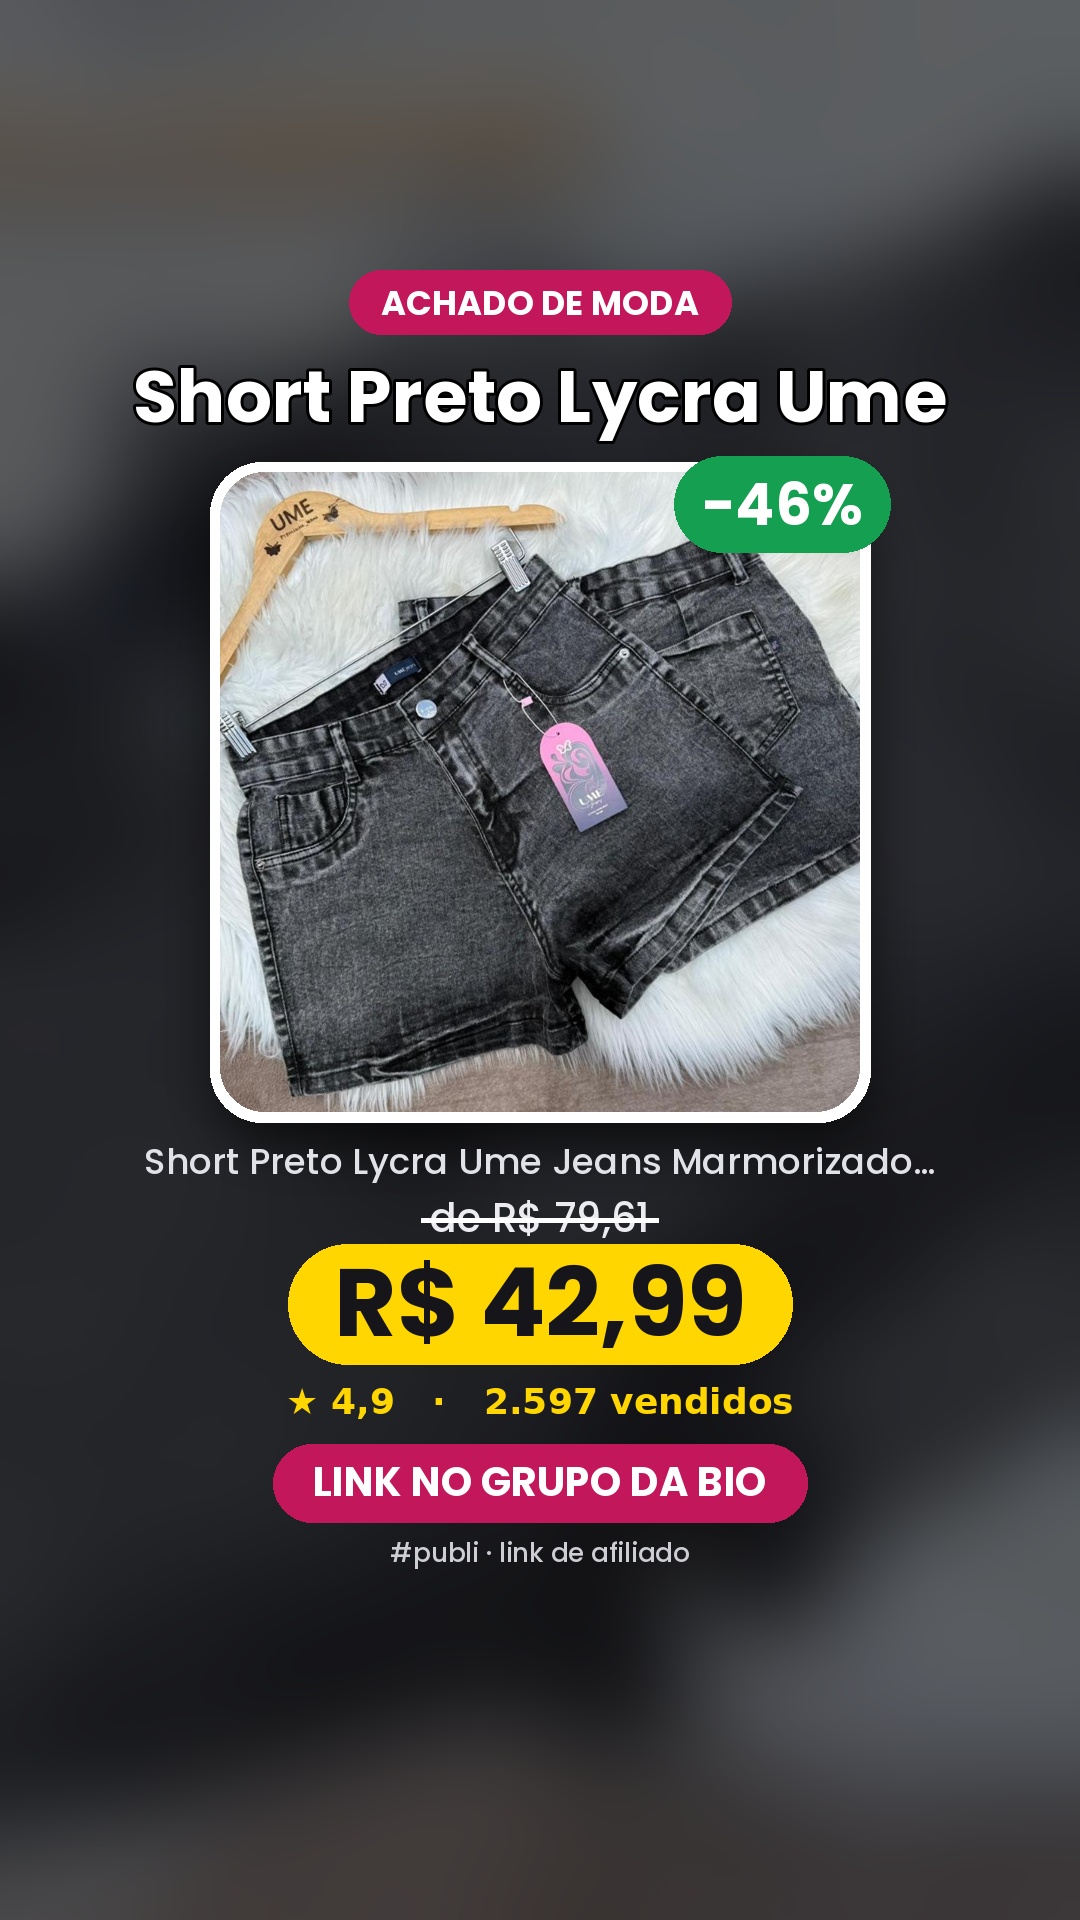 ACHADO DE MODA
Short Preto Lycra Ume
-46%
UME
UME
Short Preto Lycra Ume Jeans Marmorizado...
de R$ 79,61
R$ 42,99
★ 4,9 · 2.597 vendidos
LINK NO GRUPO DA BIO
#publi · link de afiliado